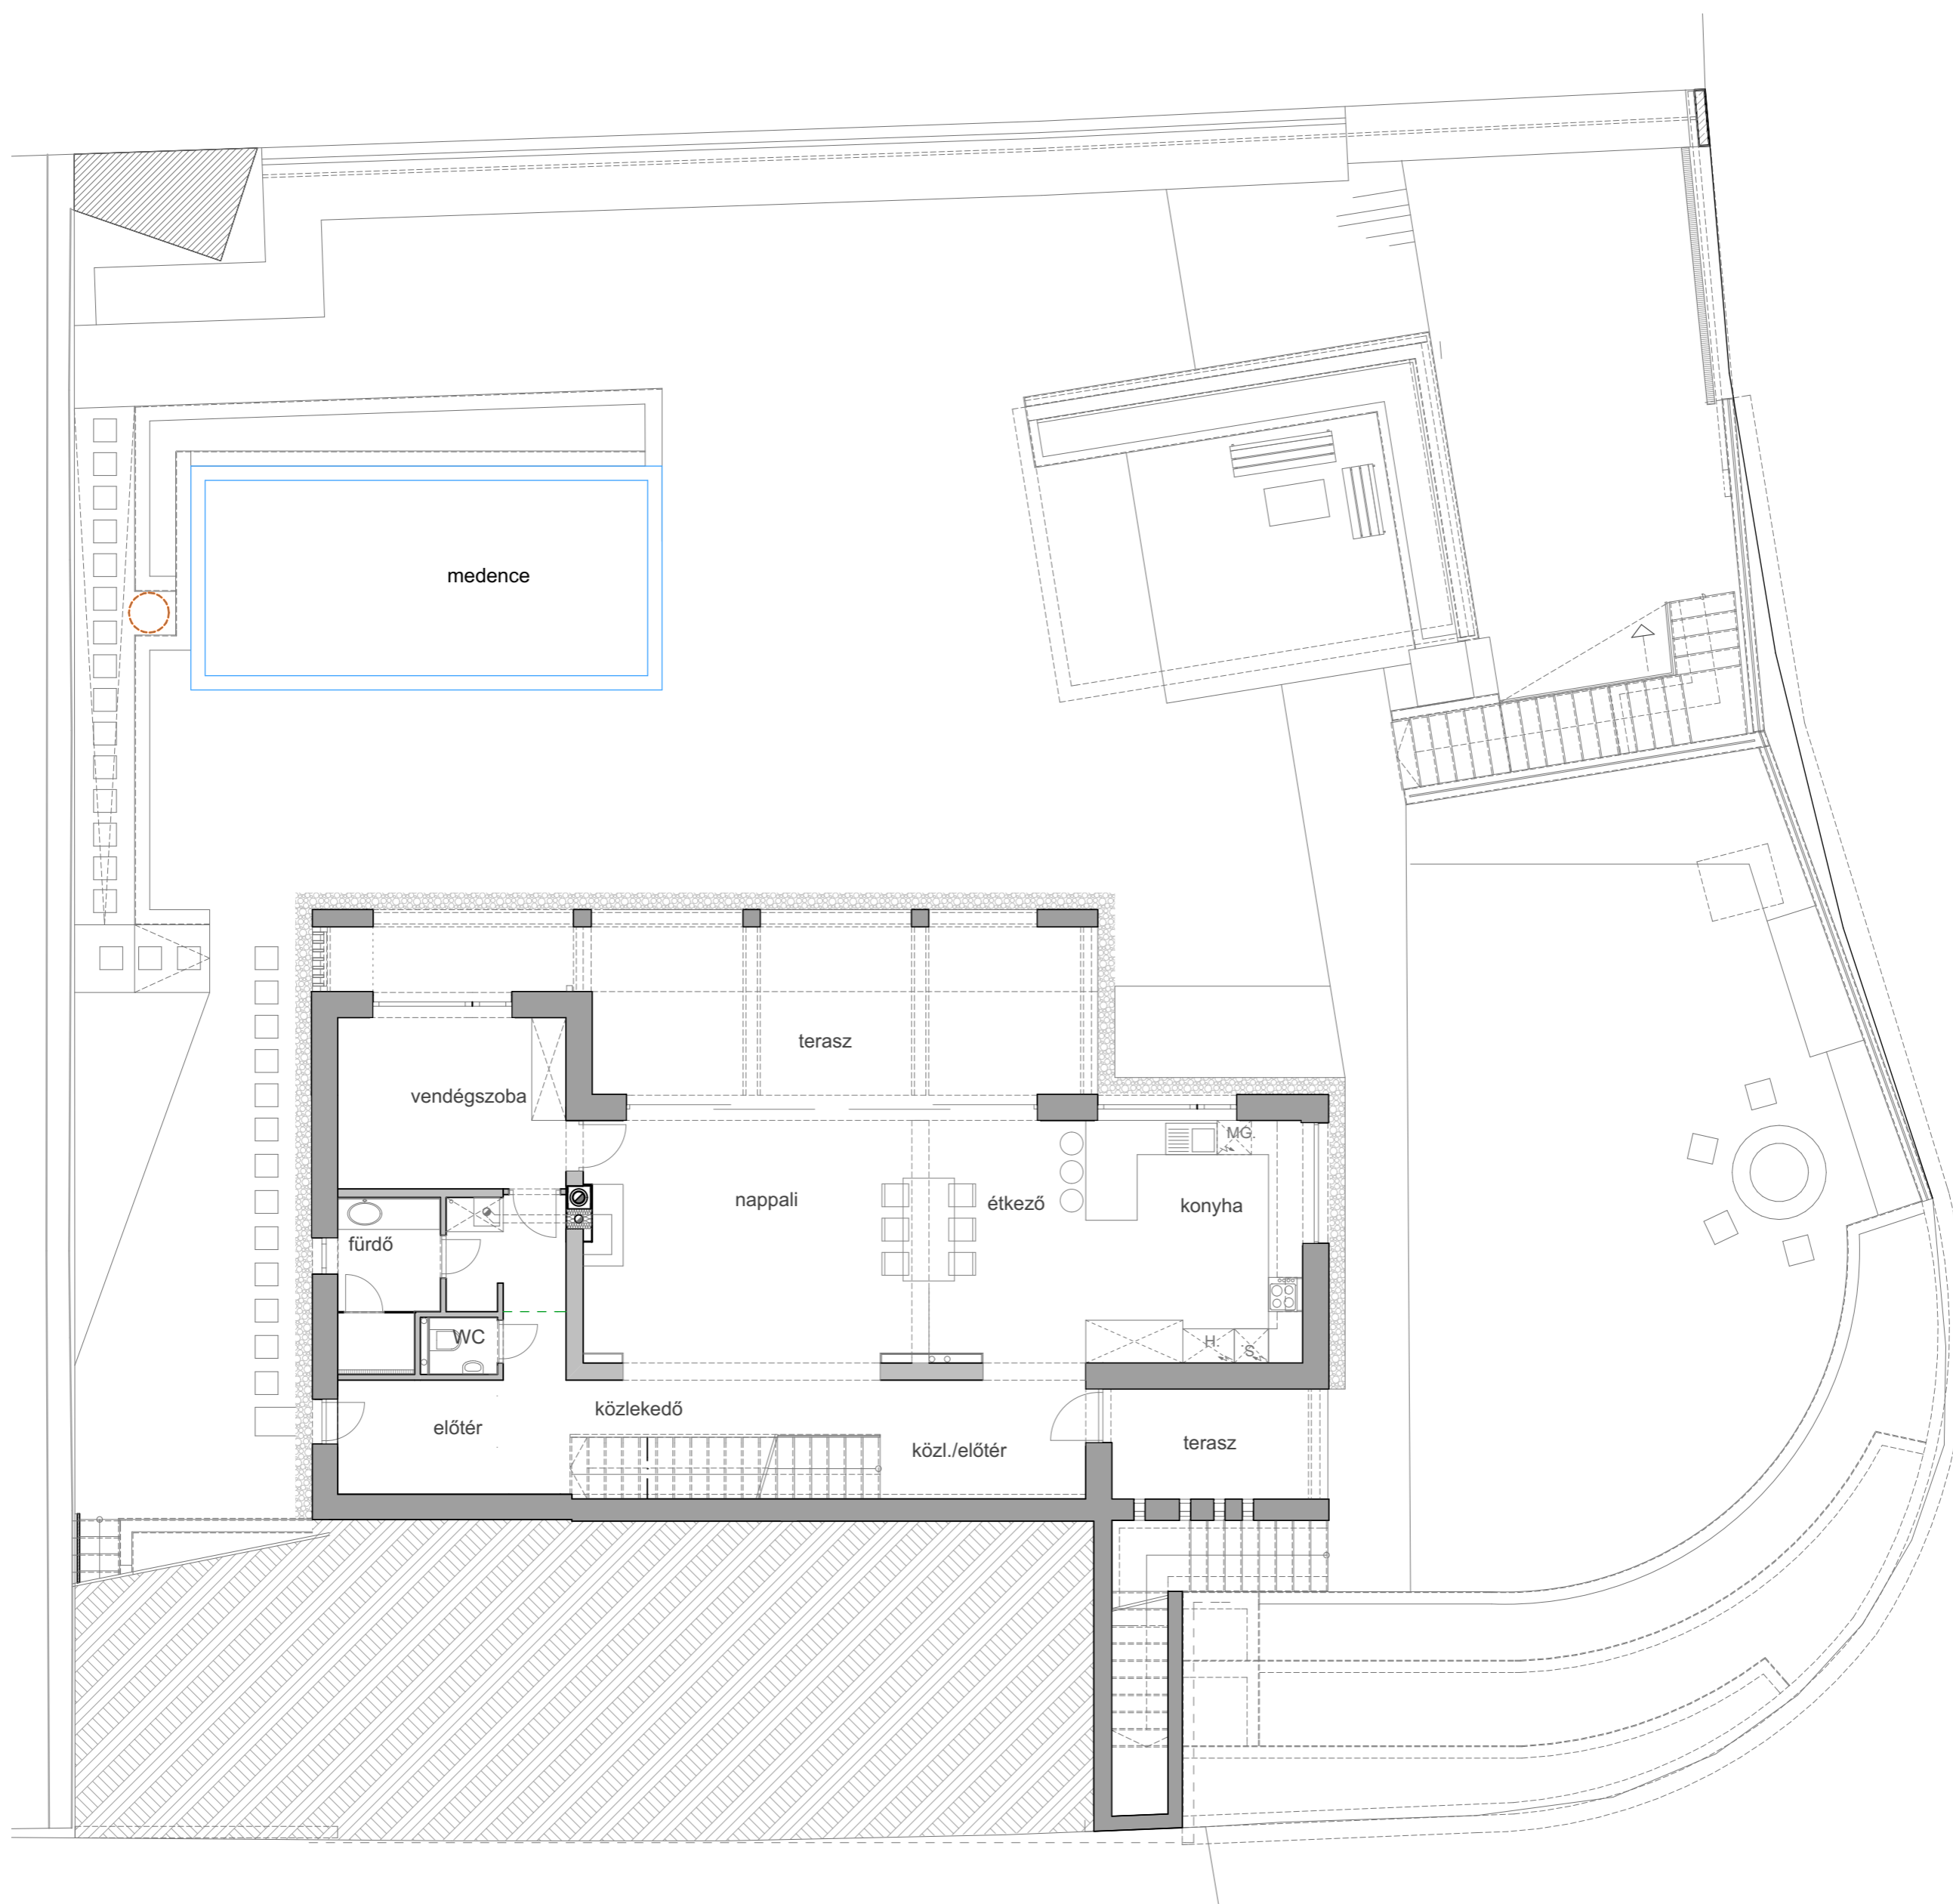 medence
terasz
vendégszoba
MG.
nappali
étkező
konyha
fürdő
WC
H.
S.
közlekedő
előtér
közl./előtér
terasz